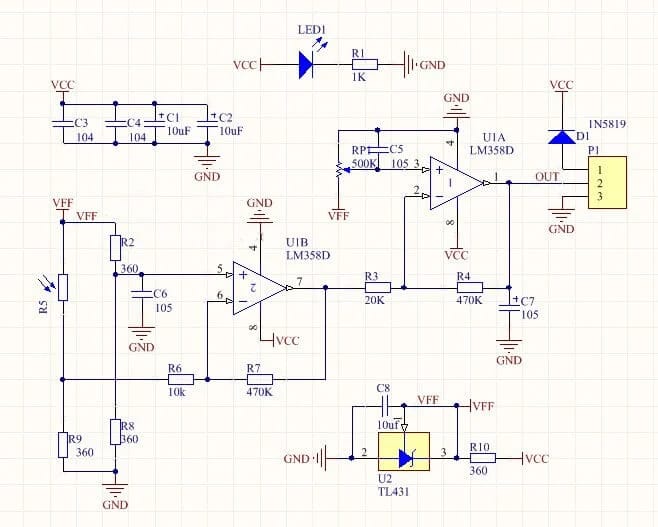 LED1
VCC
R1
1K
GND
VCC
C3
104
C4
104
+
C1
10uF
+
C2
10uF
GND
GND
VCC
1N5819
D1
P1
1
2
3
OUT
GND
RP1
500K
C5
105
3
2
4
8
1
+
-
U1A
LM358D
VFF
VCC
VFF
VFF
R2
360
R5
C6
105
GND
GND
4
U1B
LM358D
5
6
+
-
2
7
8
VCC
R3
20K
R4
470K
+
C7
105
GND
R6
10k
R7
470K
R9
360
R8
360
GND
C8
10uf
VFF
VFF
1
GND
2
3
U2
TL431
R10
360
VCC